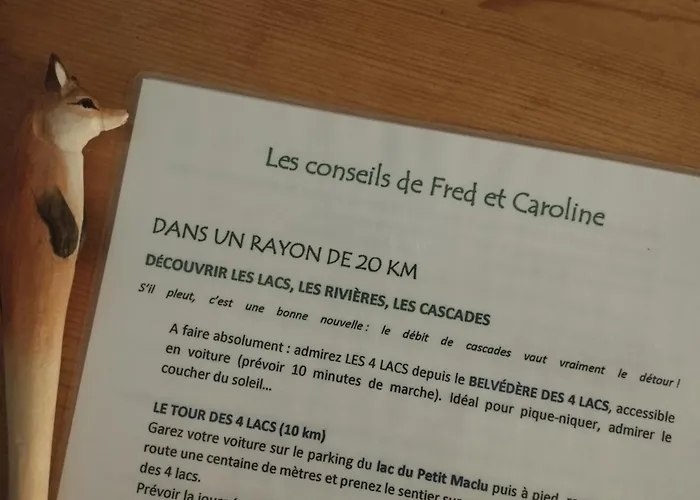 Les conseils de Fred et Caroline
DANS UN RAYON DE 20 KM
DÉCOUVRIR LES LACS, LES RIVIÈRES, LES CASCADES
S'il pleut, c'est une bonne nouvelle : le débit de cascades vaut vraiment le détour !
A faire absolument : admirez LES 4 LACS depuis le BELVÉDÈRE DES 4 LACS, accessible
en voiture (prévoir 10 minutes de marche). Idéal pour pique-niquer, admirer le
coucher du soleil...
LE TOUR DES 4 LACS (10 km)
Garez votre voiture sur le parking du lac du Petit Maclu puis à pied
route une centaine de mètres et prenez le sentier
des 4 lacs.
Prévoir la